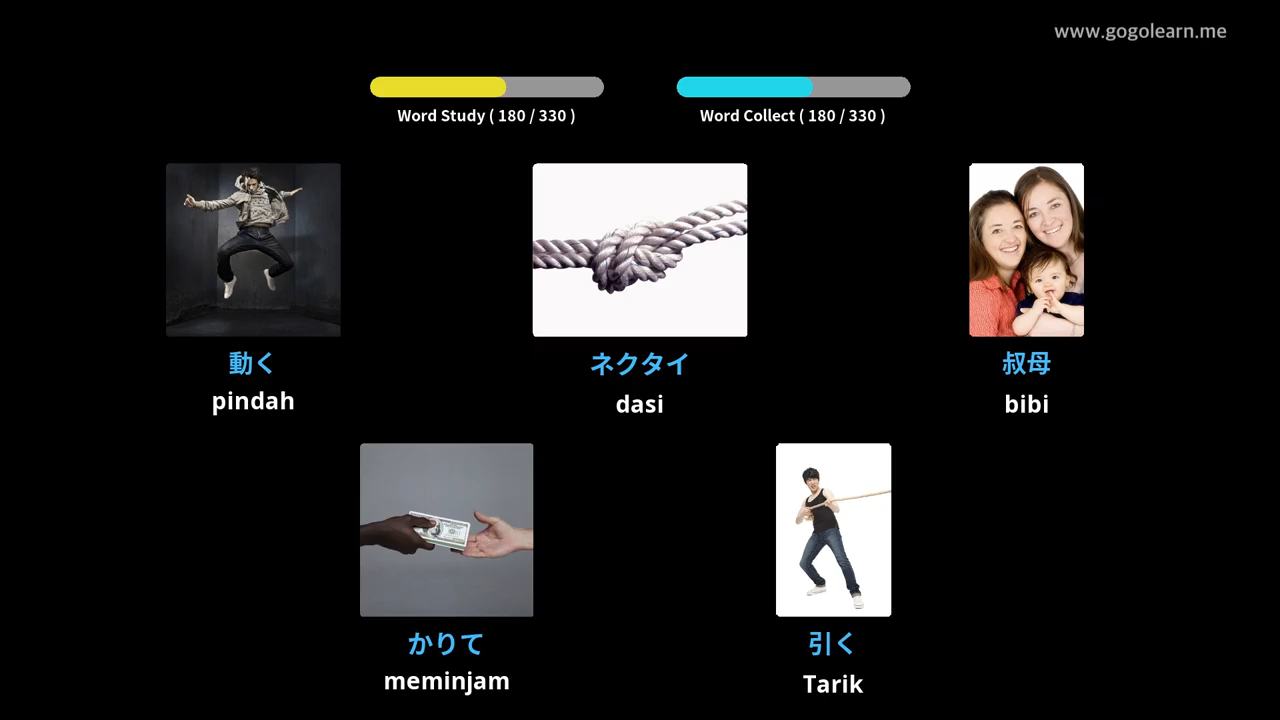 www.gogolearn.me
Word Study ( 180 / 330 )
Word Collect ( 180 / 330 )
動く
pindah
ネクタイ
dasi
叔母
bibi
かりて
meminjam
引く
Tarik